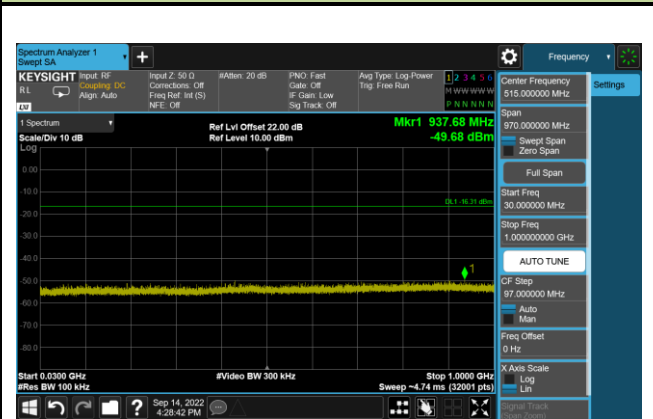 Spectrum Analyzer 1
Swept SA
+
Frequency
KEYSIGHT
RL
LXI
Input: RF
Coupling: DC
Align: Auto
Input Z: 50 Ω
Corrections: Off
Freq Ref: Int (S)
NFE: Off
#Atten: 20 dB
PNO: Fast
Gate: Off
IF Gain: Low
Sig Track: Off
Avg Type: Log-Power
Trig: Free Run
1 2 3 4 5 6
M W W W W W
P N N N N N
1 Spectrum
Scale/Div 10 dB
Log
Ref Lvl Offset 22.00 dB
Ref Level 10.00 dBm
Mkr1 937.68 MHz
-49.68 dBm
0.00
-10.0
DL1 -16.31 dBm
-20.0
-30.0
-40.0
1
-50.0
-60.0
-70.0
-80.0
Start 0.0300 GHz
#Res BW 100 kHz
#Video BW 300 kHz
Stop 1.0000 GHz
Sweep ~4.74 ms (32001 pts)
Center Frequency
515.000000 MHz
Settings
Span
970.000000 MHz
Swept Span
Zero Span
Full Span
Start Freq
30.000000 MHz
Stop Freq
1.000000000 GHz
AUTO TUNE
CF Step
97.000000 MHz
Auto
Man
Freq Offset
0 Hz
X Axis Scale
Log
Lin
Signal Track
(Span Zoom)
?
Sep 14, 2022
4:28:42 PM